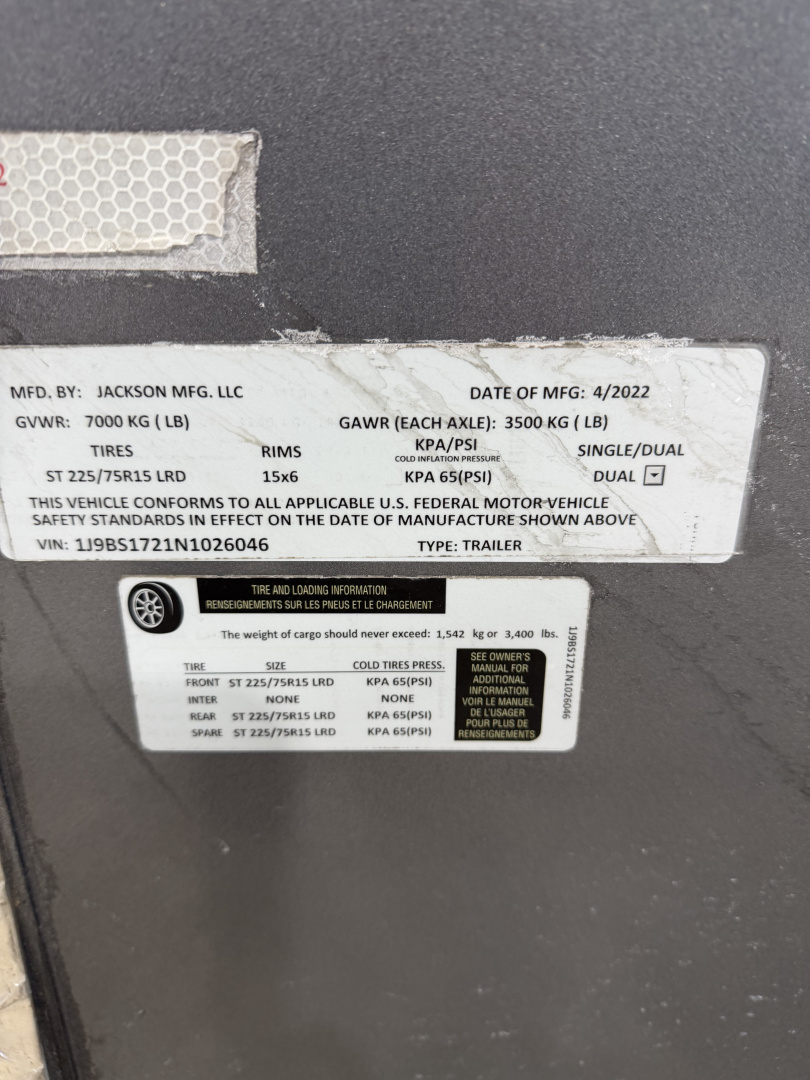 2
MFD. BY: JACKSON MFG. LLC DATE OF MFG: 4/2022
GVWR: 7000 KG ( LB) GAWR (EACH AXLE): 3500 KG ( LB)
TIRES RIMS KPA/PSI SINGLE/DUAL
COLD INFLATION PRESSURE
ST 225/75R15 LRD 15x6 KPA 65(PSI) DUAL
THIS VEHICLE CONFORMS TO ALL APPLICABLE U.S. FEDERAL MOTOR VEHICLE
SAFETY STANDARDS IN EFFECT ON THE DATE OF MANUFACTURE SHOWN ABOVE
VIN: 1J9BS1721N1026046 TYPE: TRAILER
TIRE AND LOADING INFORMATION
RENSEIGNEMENTS SUR LES PNEUS ET LE CHARGEMENT
The weight of cargo should never exceed: 1,542 kg or 3,400 lbs.
TIRE SIZE COLD TIRES PRESS.
FRONT ST 225/75R15 LRD KPA 65(PSI)
INTER NONE NONE
REAR ST 225/75R15 LRD KPA 65(PSI)
SPARE ST 225/75R15 LRD KPA 65(PSI)
SEE OWNER'S
MANUAL FOR
ADDITIONAL
INFORMATION
VOIR LE MANUEL
DE L'USAGER
POUR PLUS DE
RENSEIGNEMENTS
1J9BS1721N1026046